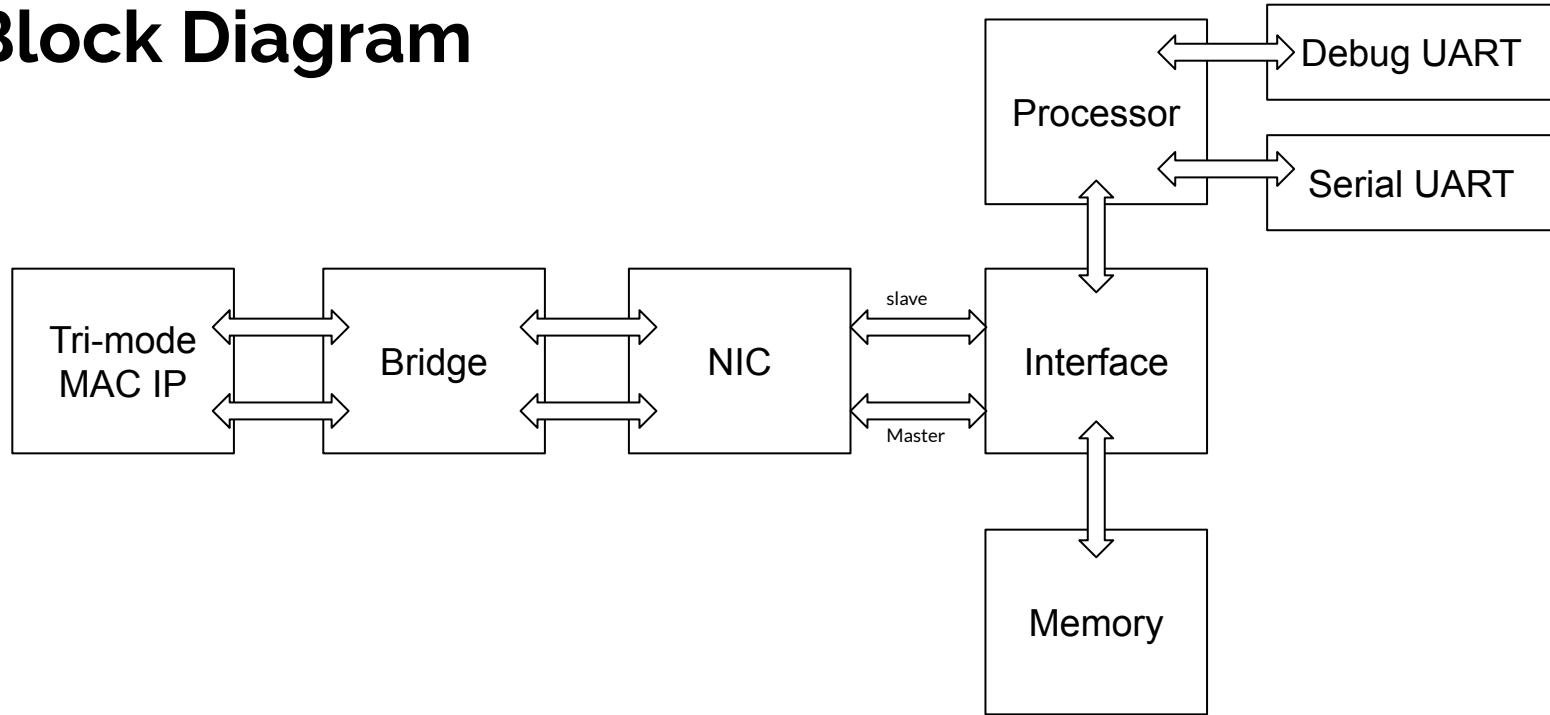 Block Diagram
Debug UART
Processor
Serial UART
Tri-mode
MAC IP
Bridge
NIC
slave
Master
Interface
Memory